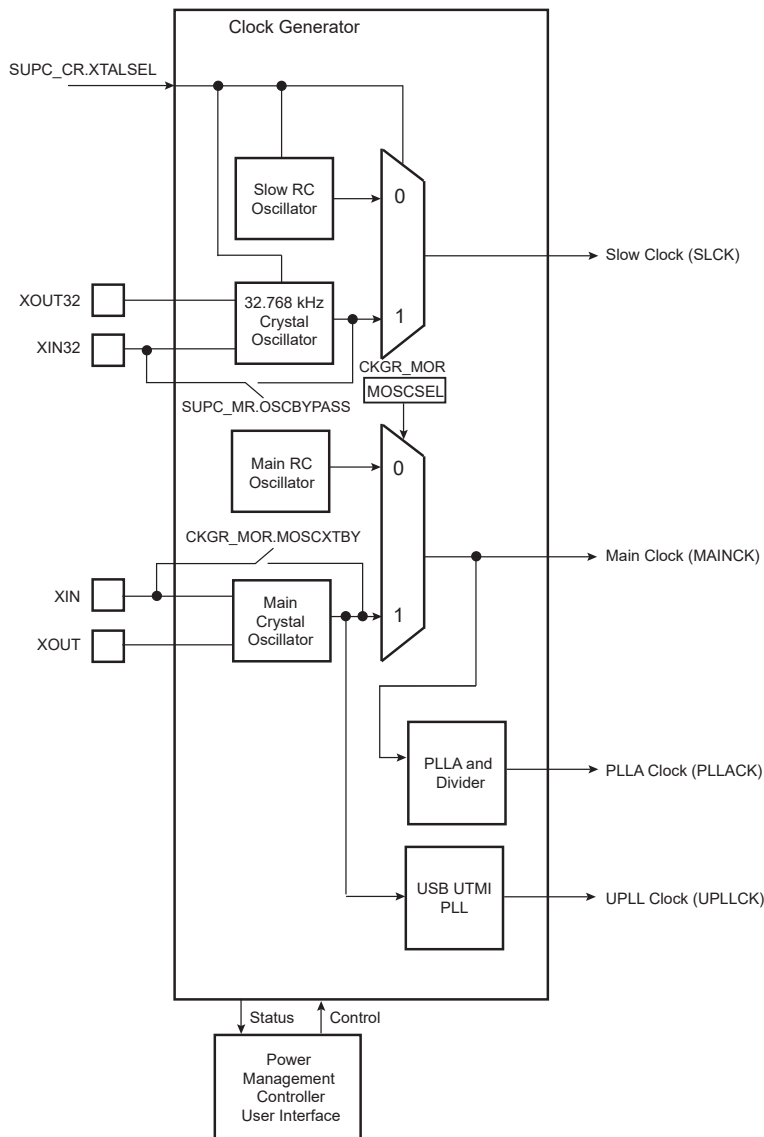 Clock Generator
SUPC_CR.XTALSEL
Slow RC
Oscillator
0
Slow Clock (SLCK)
XOUT32
32.768 kHz
Crystal
Oscillator
1
XIN32
CKGR_MOR
MOSCSEL
SUPC_MR.OSCBYPASS
Main RC
Oscillator
0
CKGR_MOR.MOSCXTBY
Main Clock (MAINCK)
XIN
Main
Crystal
Oscillator
1
XOUT
PLLA and
Divider
PLLA Clock (PLLACK)
USB UTMI
PLL
UPLL Clock (UPLLCK)
Status
Control
Power
Management
Controller
User Interface